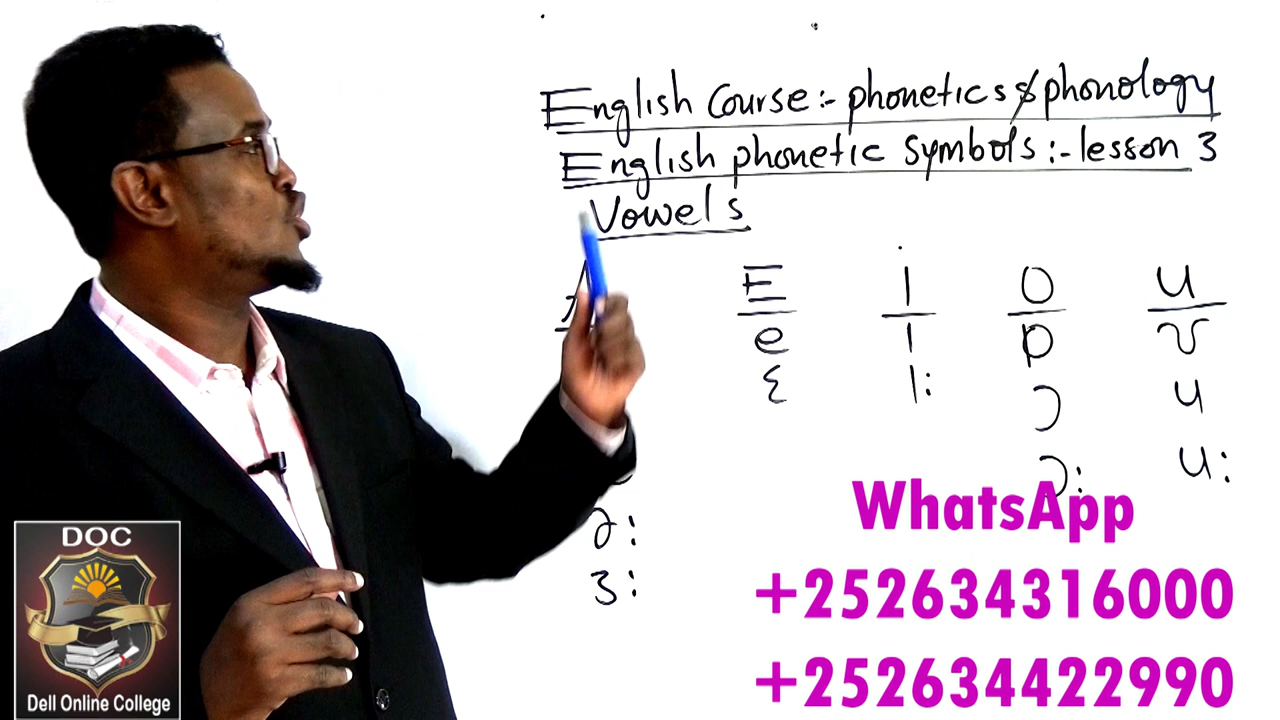 English Course:- phonetics & phonology
English phonetic symbols:- lesson 3
Vowels
A E I O U
e I ɒ ʊ
ɛ I: ɔ u
ɔ: u:
ə:
ɜ:
WhatsApp
+252634316000
+252634422990
DOC
Dell Online College